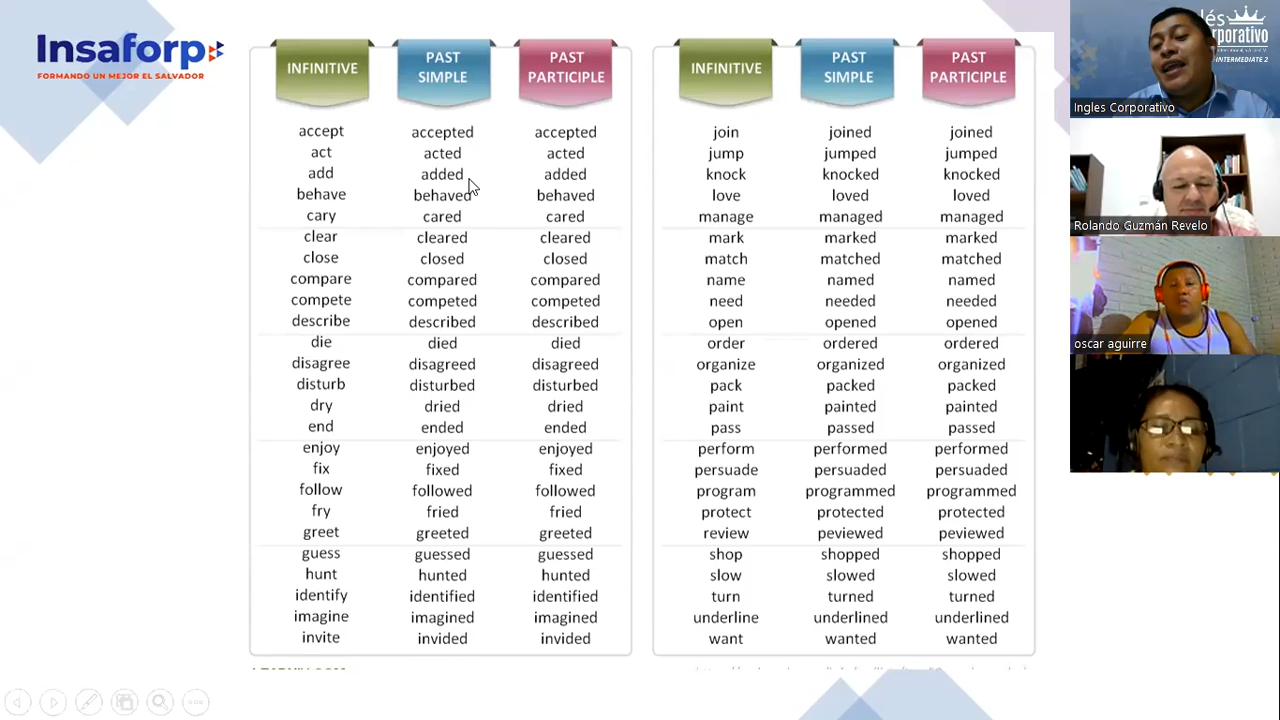 Insaforp
FORMANDO UN MEJOR EL SALVADOR
INFINITIVE PAST SIMPLE PAST PARTICIPLE
accept accepted accepted
act acted acted
add added added
behave behaved behaved
cary cared cared
clear cleared cleared
close closed closed
compare compared compared
compete competed competed
describe described described
die died died
disagree disagreed disagreed
disturb disturbed disturbed
dry dried dried
end ended ended
enjoy enjoyed enjoyed
fix fixed fixed
follow followed followed
fry fried fried
greet greeted greeted
guess guessed guessed
hunt hunted hunted
identify identified identified
imagine imagined imagined
invite invided invided
INFINITIVE PAST SIMPLE PAST PARTICIPLE
join joined joined
jump jumped jumped
knock knocked knocked
love loved loved
manage managed managed
mark marked marked
match matched matched
name named named
need needed needed
open opened opened
order ordered ordered
organize organized organized
pack packed packed
paint painted painted
pass passed passed
perform performed performed
persuade persuaded persuaded
program programmed programmed
protect protected protected
review peviewed peviewed
shop shopped shopped
slow slowed slowed
turn turned turned
underline underlined underlined
want wanted wanted
INTERMEDIATE 2
Ingles Corporativo
Rolando Guzmán Revelo
oscar aguirre